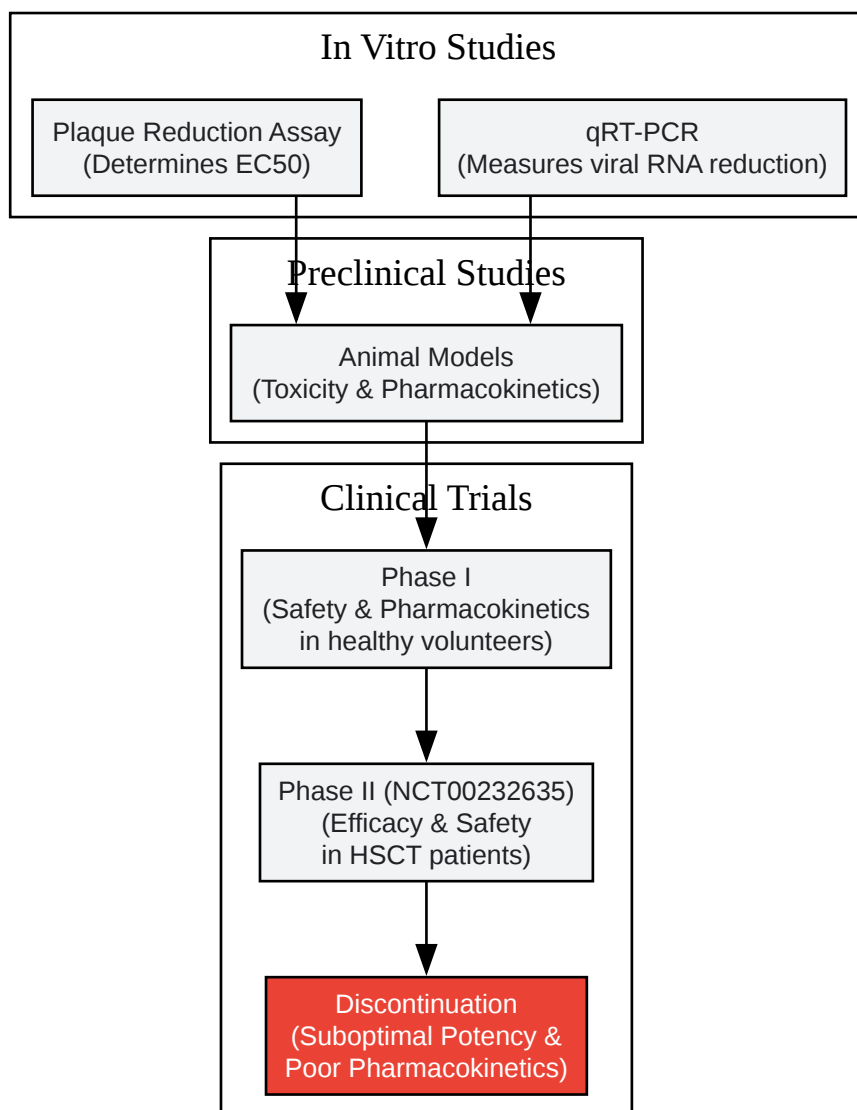 In Vitro Studies
Plaque Reduction Assay
(Determines EC50)
qRT-PCR
(Measures viral RNA reduction)
Preclinical Studies
Animal Models
(Toxicity & Pharmacokinetics)
Clinical Trials
Phase I
(Safety & Pharmacokinetics
in healthy volunteers)
Phase II (NCT00232635)
(Efficacy & Safety
in HSCT patients)
Discontinuation
(Suboptimal Potency &
Poor Pharmacokinetics)